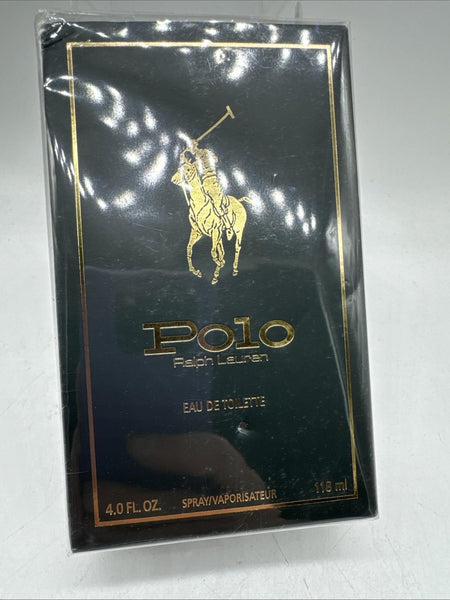 Polo
Ralph Lauren
EAU DE TOILETTE
4.0 FL. OZ. SPRAY/VAPORISATEUR 118 ml